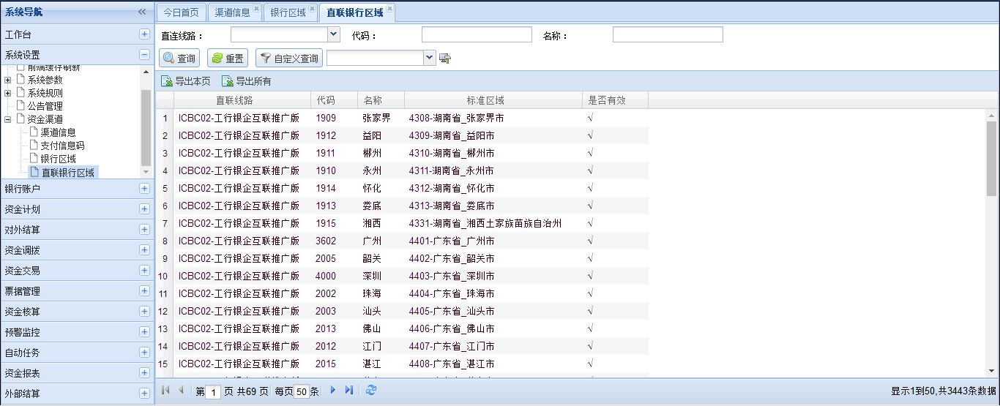 系统导航
工作台
系统设置
前端缓存刷新
系统参数
系统规则
公告管理
资金渠道
渠道信息
支付信息码
银行区域
直联银行区域
银行账户
资金计划
对外结算
资金调拨
资金交易
票据管理
资金核算
预警监控
自动任务
资金报表
外部结算
今日首页 渠道信息 银行区域 直联银行区域
直连线路： 代码： 名称：
查询 重置 自定义查询
导出本页 导出所有
直联线路 代码 名称 标准区域 是否有效
1 ICBC02-工行银企互联推广版 1909 张家界 4308-湖南省_张家界市 √
2 ICBC02-工行银企互联推广版 1912 益阳 4309-湖南省_益阳市 √
3 ICBC02-工行银企互联推广版 1911 郴州 4310-湖南省_郴州市 √
4 ICBC02-工行银企互联推广版 1910 永州 4311-湖南省_永州市 √
5 ICBC02-工行银企互联推广版 1914 怀化 4312-湖南省_怀化市 √
6 ICBC02-工行银企互联推广版 1913 娄底 4313-湖南省_娄底市 √
7 ICBC02-工行银企互联推广版 1915 湘西 4331-湖南省_湘西土家族苗族自治州 √
8 ICBC02-工行银企互联推广版 3602 广州 4401-广东省_广州市 √
9 ICBC02-工行银企互联推广版 2005 韶关 4402-广东省_韶关市 √
10 ICBC02-工行银企互联推广版 4000 深圳 4403-广东省_深圳市 √
11 ICBC02-工行银企互联推广版 2002 珠海 4404-广东省_珠海市 √
12 ICBC02-工行银企互联推广版 2003 汕头 4405-广东省_汕头市 √
13 ICBC02-工行银企互联推广版 2013 佛山 4406-广东省_佛山市 √
14 ICBC02-工行银企互联推广版 2012 江门 4407-广东省_江门市 √
15 ICBC02-工行银企互联推广版 2015 湛江 4408-广东省_湛江市 √
第 1 页 共69 页 每页 50 条 显示1到50,共3443条数据